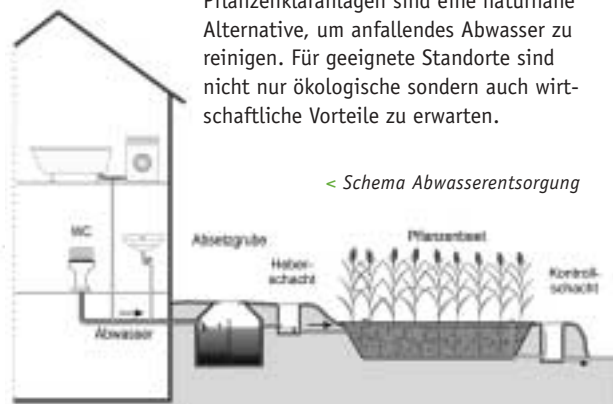 Pflanzenkläranlagen sind eine naturnahe
Alternative, um anfallendes Abwasser zu
reinigen. Für geeignete Standorte sind
nicht nur ökologische sondern auch wirt-
schaftliche Vorteile zu erwarten.
< Schema Abwasserentsorgung
WC
Absetzgrube
Heber-
schacht
Pflanzenbeet
Kontroll-
schacht
Abwasser